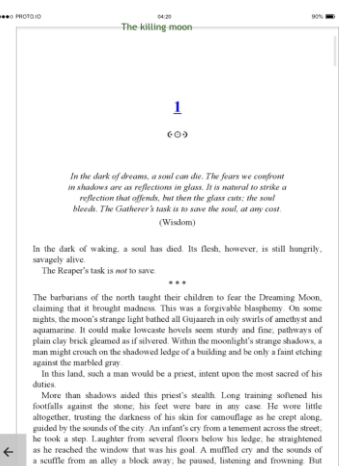 PROTO.IO 04:20 90%
The killing moon
1
In the dark of dreams, a soul can die. The fears we confront
in shadows are as reflections in glass. It is natural to strike a
reflection that offends, but then the glass cuts; the soul
bleeds. The Gatherer's task is to save the soul, at any cost.
(Wisdom)
In the dark of waking, a soul has died. Its flesh, however, is still hungrily,
savagely alive.
The Reaper's task is not to save.
* * *
The barbarians of the north taught their children to fear the Dreaming Moon,
claiming that it brought madness. This was a forgivable blasphemy. On some
nights, the moon's strange light bathed all Gujaareh in oily swirls of amethyst and
aquamarine. It could make lowcaste hovels seem sturdy and fine; pathways of
plain clay brick gleamed as if silvered. Within the moonlight's strange shadows, a
man might crouch on the shadowed ledge of a building and be only a faint etching
against the marbled gray.
In this land, such a man would be a priest, intent upon the most sacred of his
duties.
More than shadows aided this priest's stealth. Long training softened his
footfalls against the stone; his feet were bare in any case. He wore little
altogether, trusting the darkness of his skin for camouflage as he crept along,
guided by the sounds of the city. An infant's cry from a tenement across the street;
he took a step. Laughter from several floors below his ledge; he straightened
as he reached the window that was his goal. A muffled cry and the sounds of
a scuffle from an alley a block away; he paused, listening and frowning. But